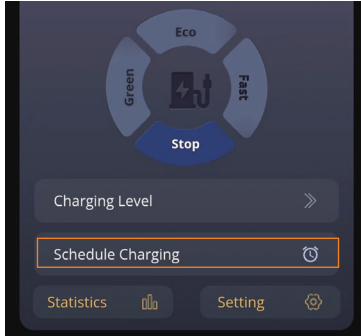 Eco
Green
Fast
Stop
Charging Level
Schedule Charging
Statistics
Setting